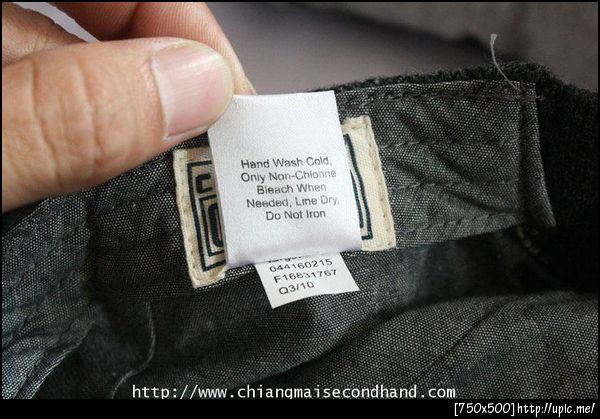 Hand Wash Cold,
Only Non-Chlorine
Bleach When
Needed, Line Dry.
Do Not Iron
044160215
F16831767
Q3/10
http://www.chiangmaisecondhand.com
[750x500]http://upic.me/